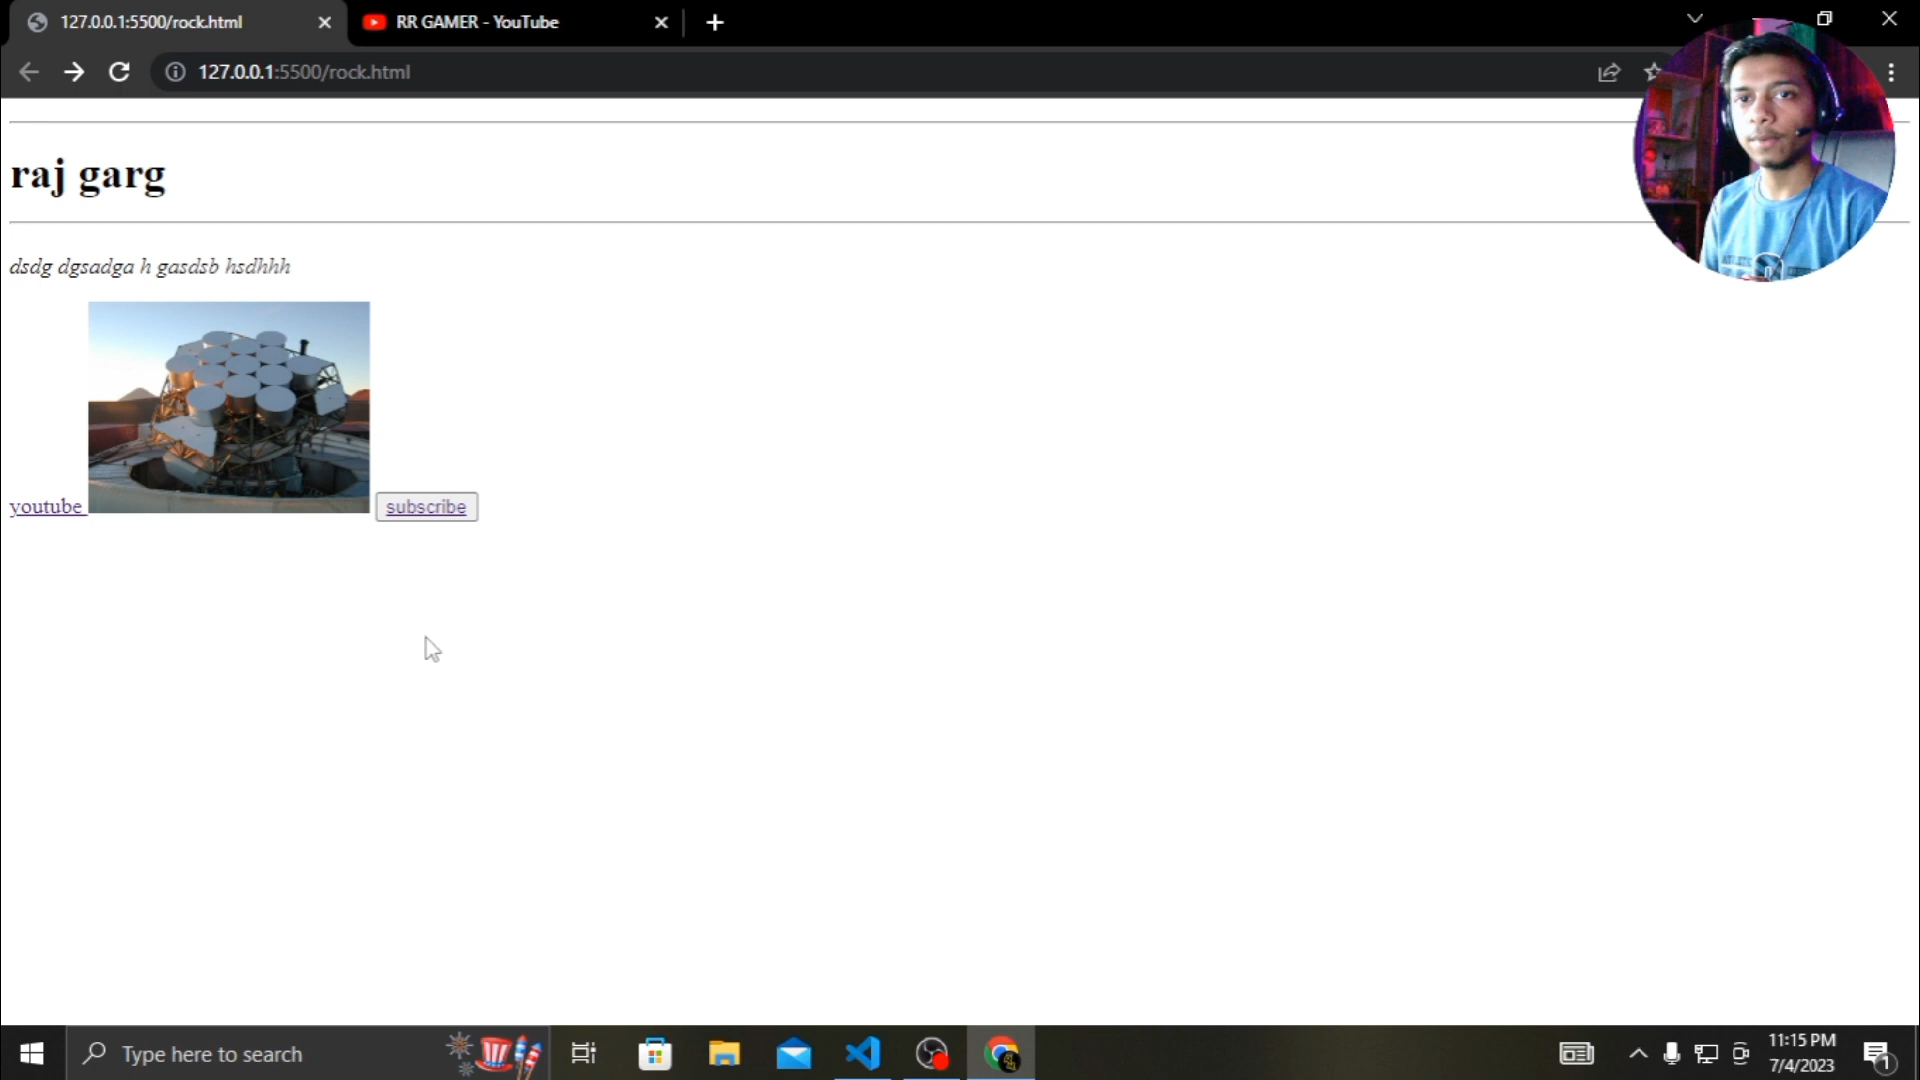 127.0.0.1:5500/rock.html
RR GAMER - YouTube
127.0.0.1:5500/rock.html
raj garg
dsdg dgsadga h gasdsb hsdhhh
youtube
subscribe
Type here to search
11:15 PM
7/4/2023
1